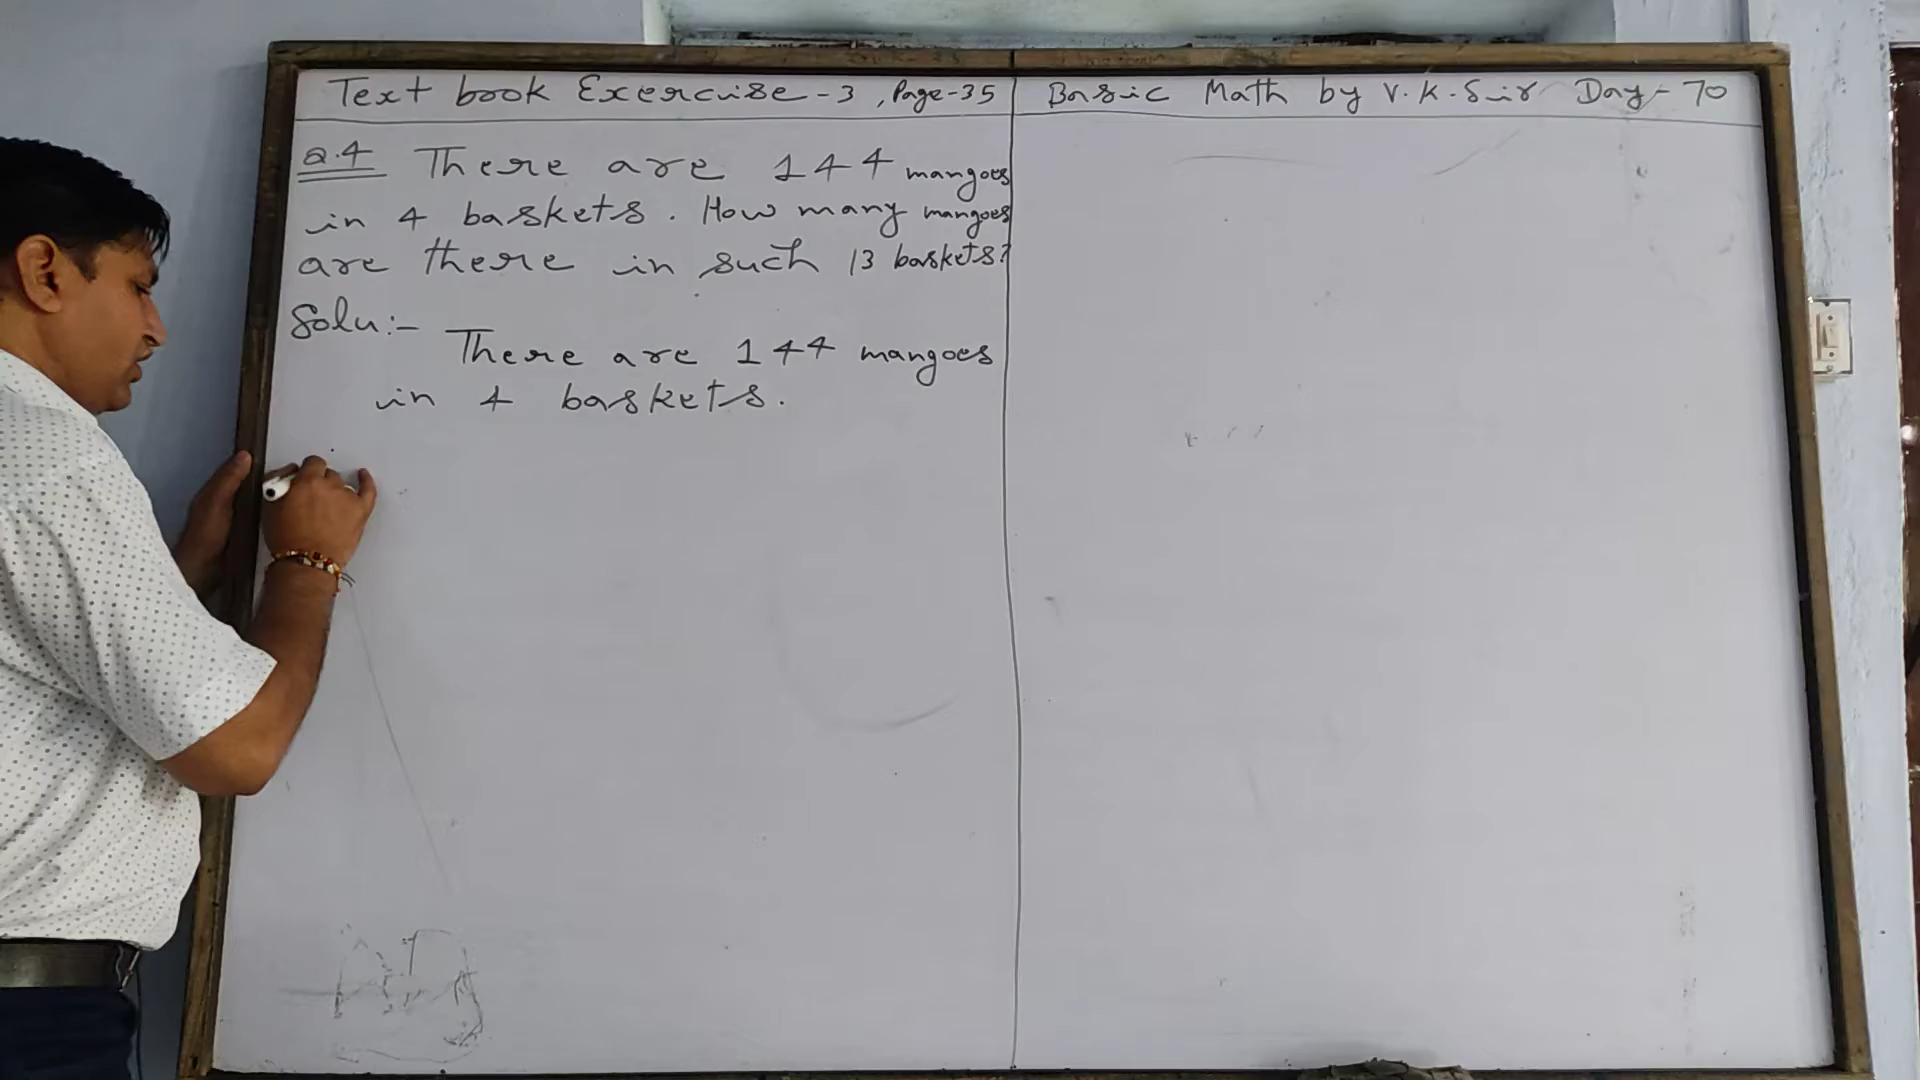 Text book Exercise-3, Page-35
Basic Math by V.K.Sir Day-70
Q.4 There are 144 mangoes
in 4 baskets. How many mangoes
are there in such 13 baskets?
Solu:-
There are 144 mangoes
in 4 baskets.